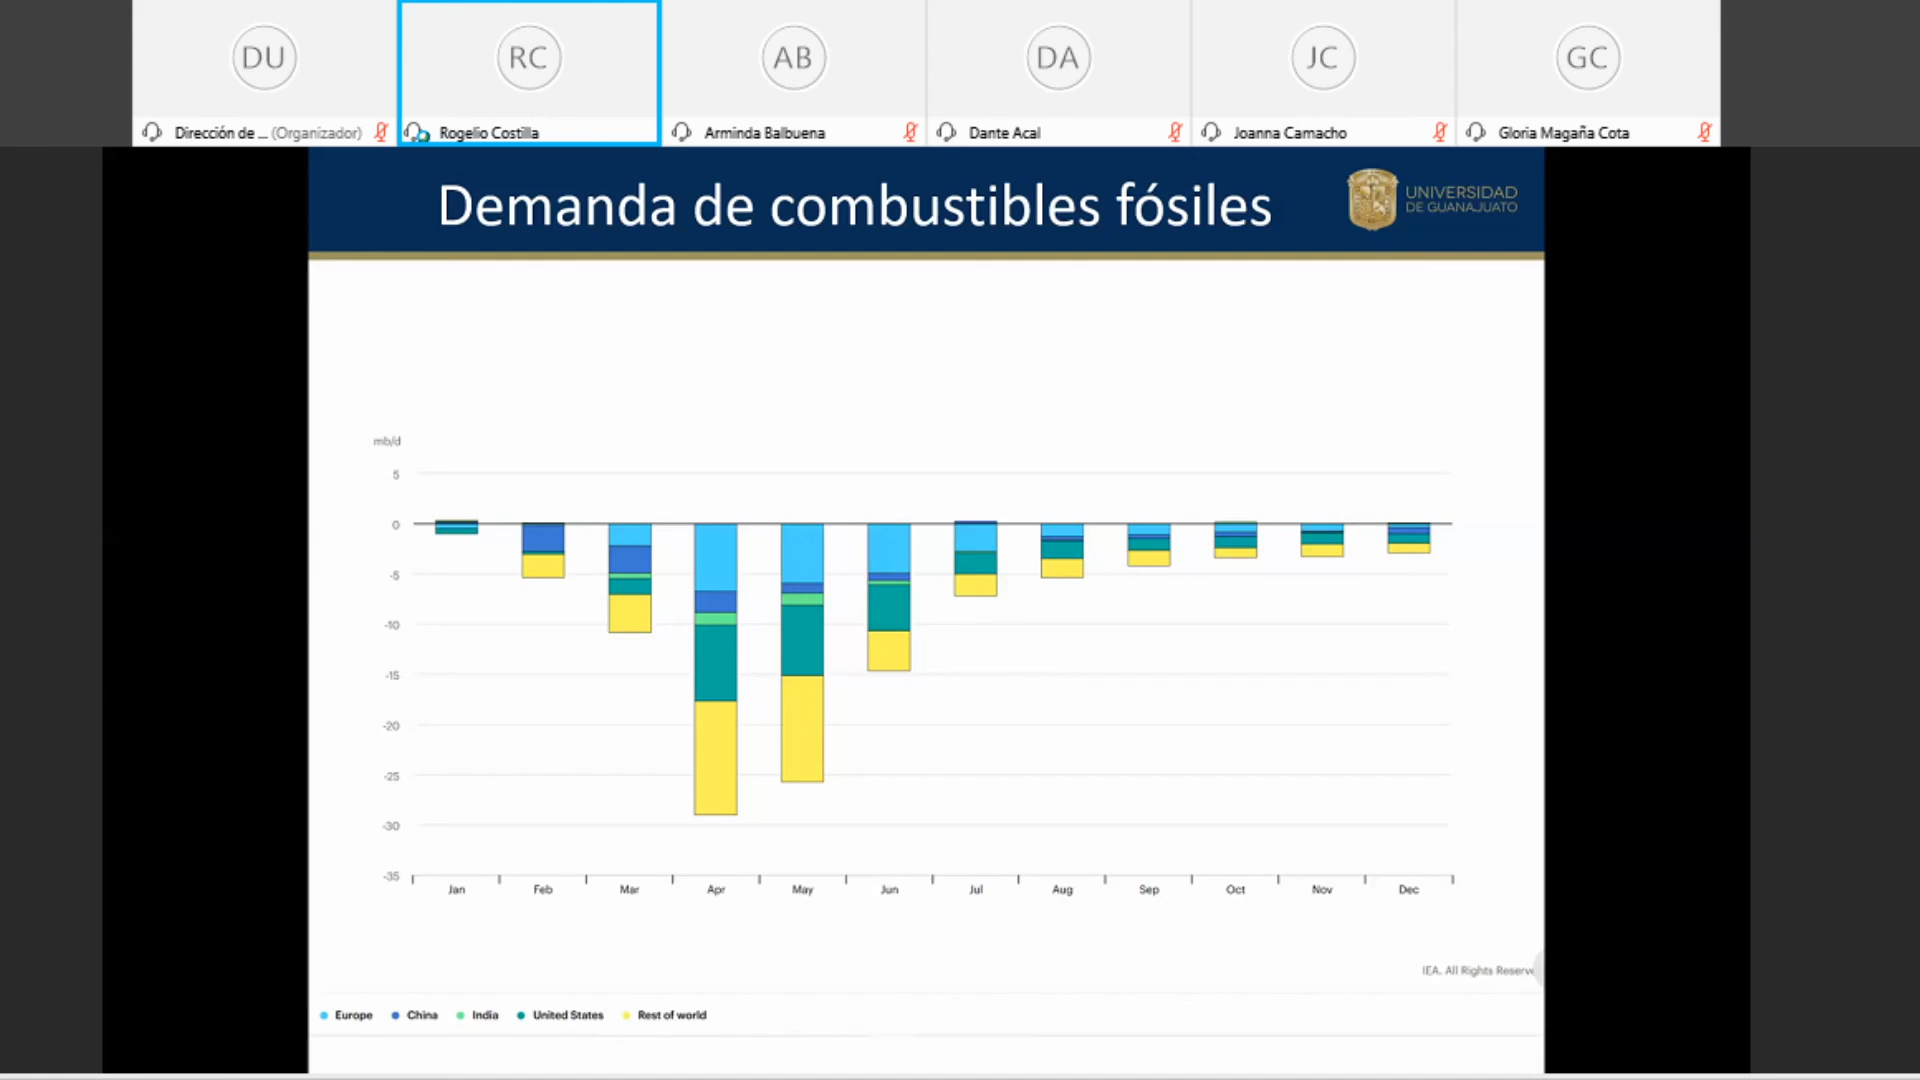 DU
RC
AB
DA
JC
GC
Dirección de ... (Organizador)
Rogelio Costilla
Arminda Balbuena
Dante Acal
Joanna Camacho
Gloria Magaña Cota
Demanda de combustibles fósiles
UNIVERSIDAD
DE GUANAJUATO
mb/d
5
0
-5
-10
-15
-20
-25
-30
-35
Jan Feb Mar Apr May Jun Jul Aug Sep Oct Nov Dec
IEA. All Rights Reserve
Europe China India United States Rest of world